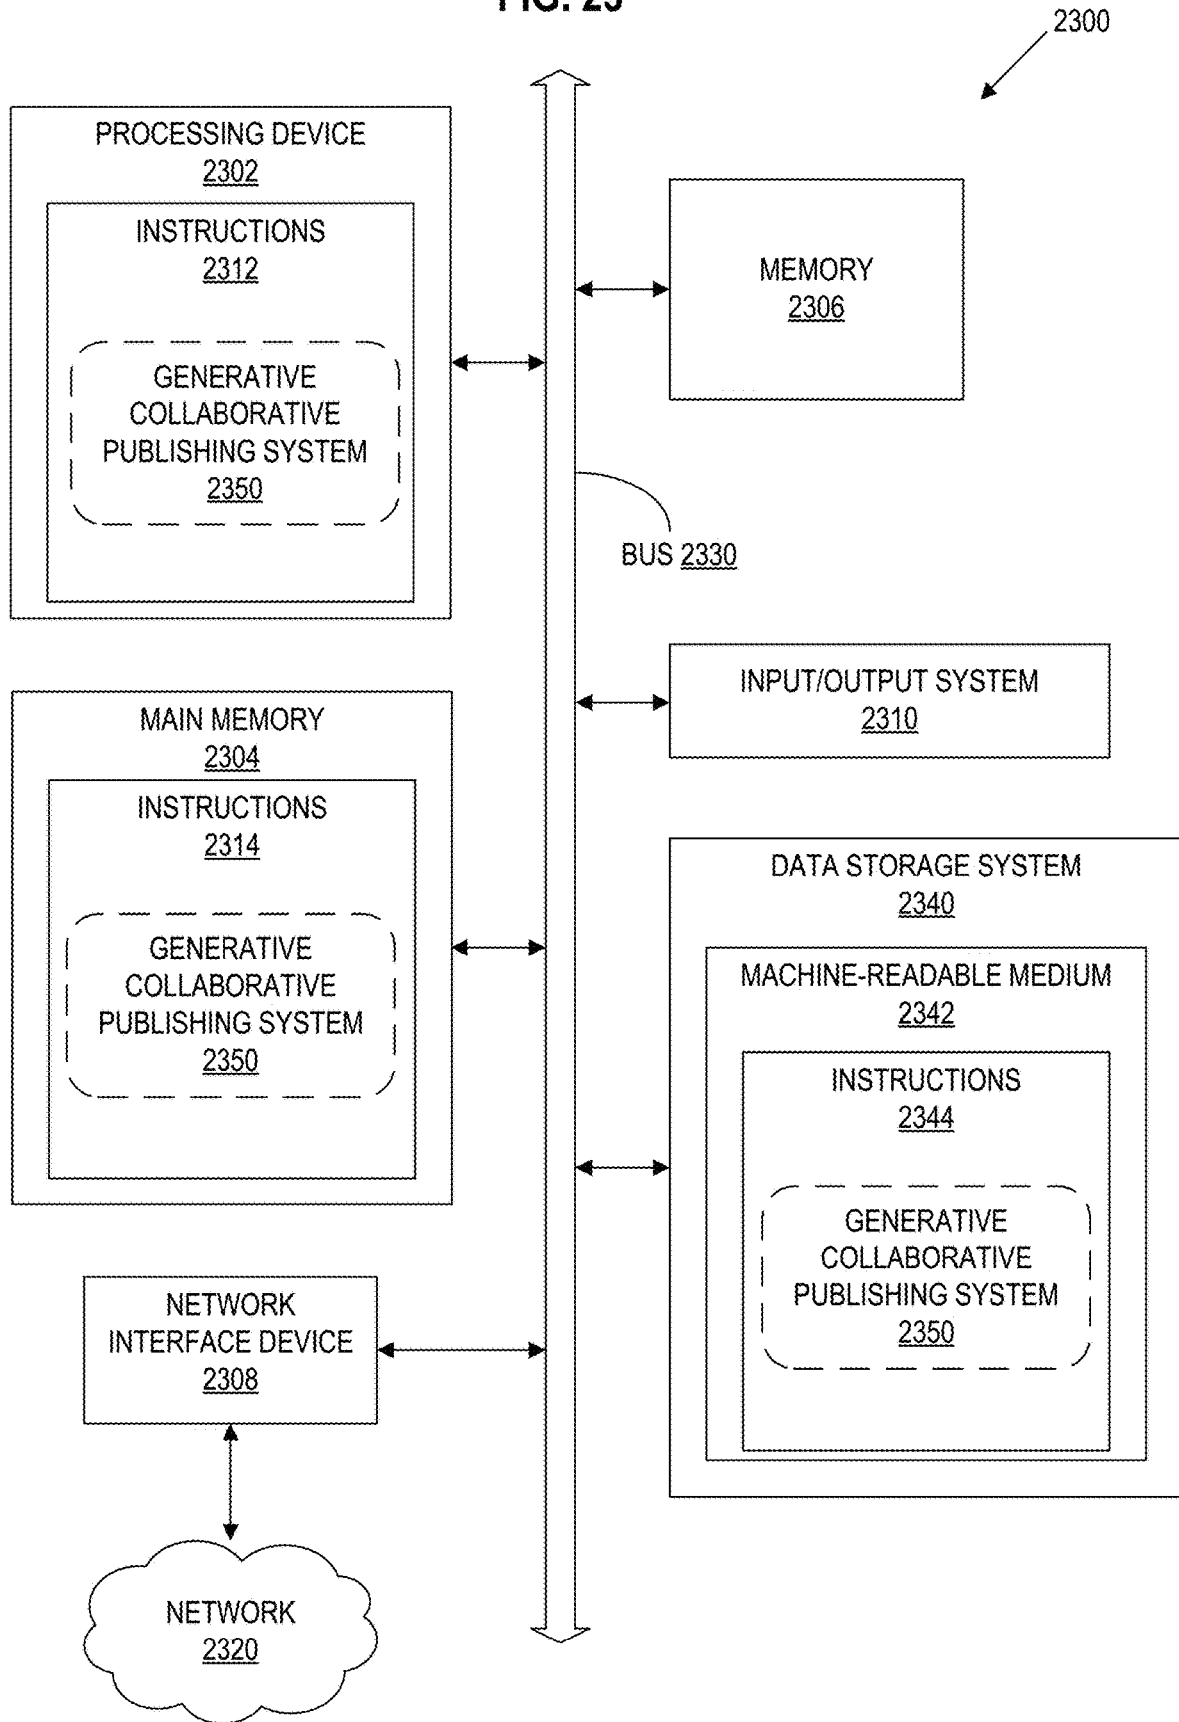 FIG. 23
2300
PROCESSING DEVICE
2302
INSTRUCTIONS
2312
GENERATIVE
COLLABORATIVE
PUBLISHING SYSTEM
2350
MEMORY
2306
BUS 2330
INPUT/OUTPUT SYSTEM
2310
MAIN MEMORY
2304
INSTRUCTIONS
2314
GENERATIVE
COLLABORATIVE
PUBLISHING SYSTEM
2350
DATA STORAGE SYSTEM
2340
MACHINE-READABLE MEDIUM
2342
INSTRUCTIONS
2344
GENERATIVE
COLLABORATIVE
PUBLISHING SYSTEM
2350
NETWORK
INTERFACE DEVICE
2308
NETWORK
2320